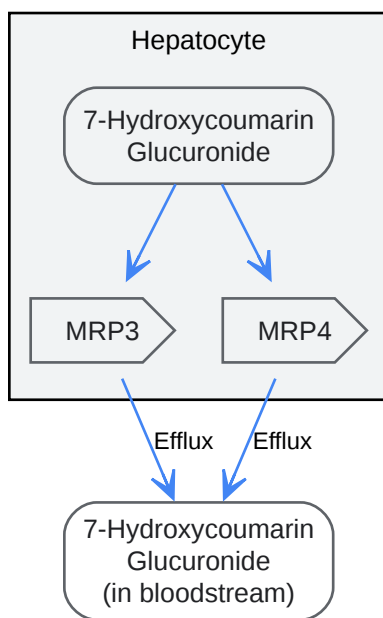 Hepatocyte
7-Hydroxycoumarin
Glucuronide
MRP3
MRP4
Efflux
Efflux
7-Hydroxycoumarin
Glucuronide
(in bloodstream)